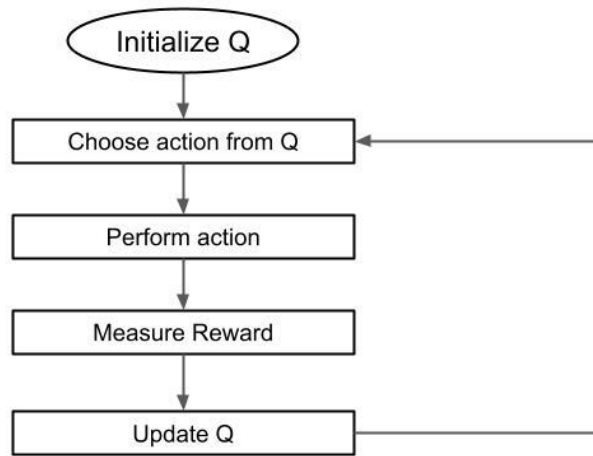 Initialize Q
Choose action from Q
Perform action
Measure Reward
Update Q